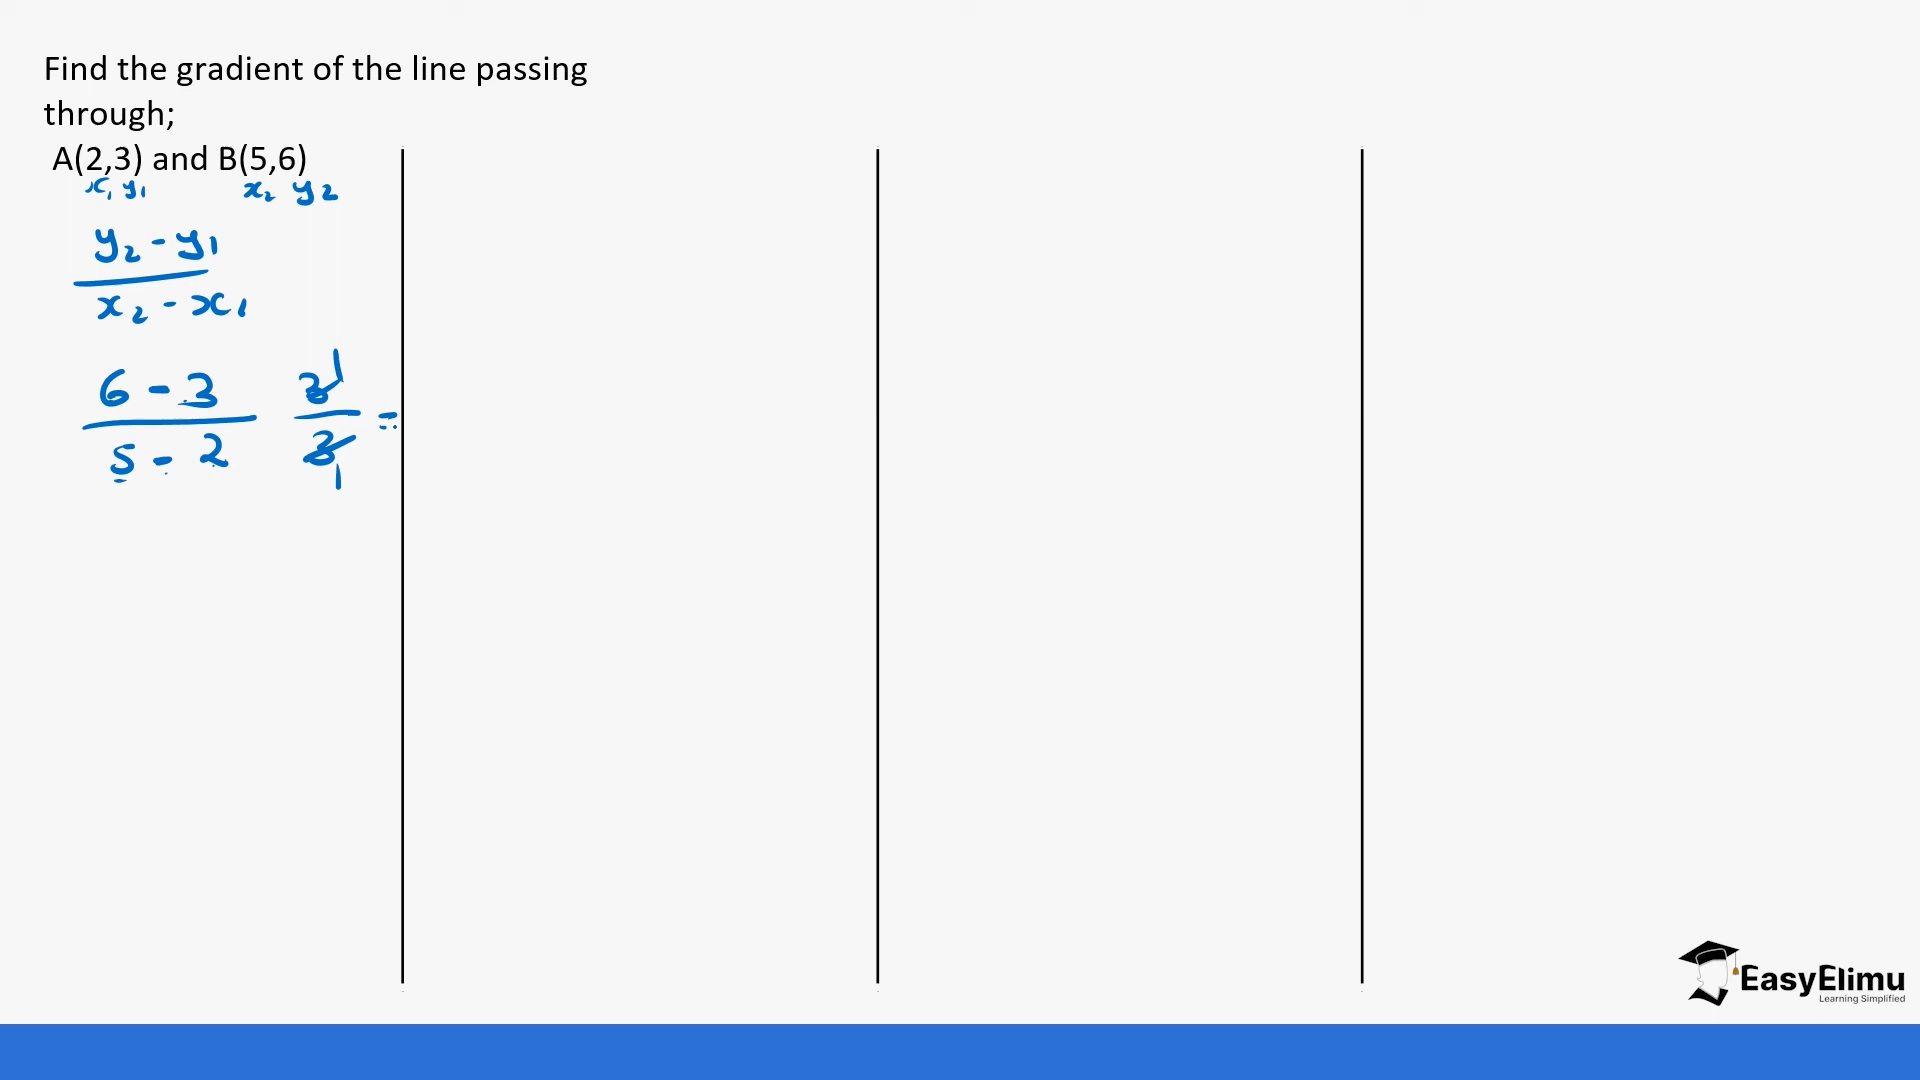 Find the gradient of the line passing
through;
A(2,3) and B(5,6)
x₁ y₁ x₂ y₂
y₂ - y₁
x₂ - x₁
6 - 3 3 1
=
5 - 2 3
1
EasyElimu
Learning Simplified